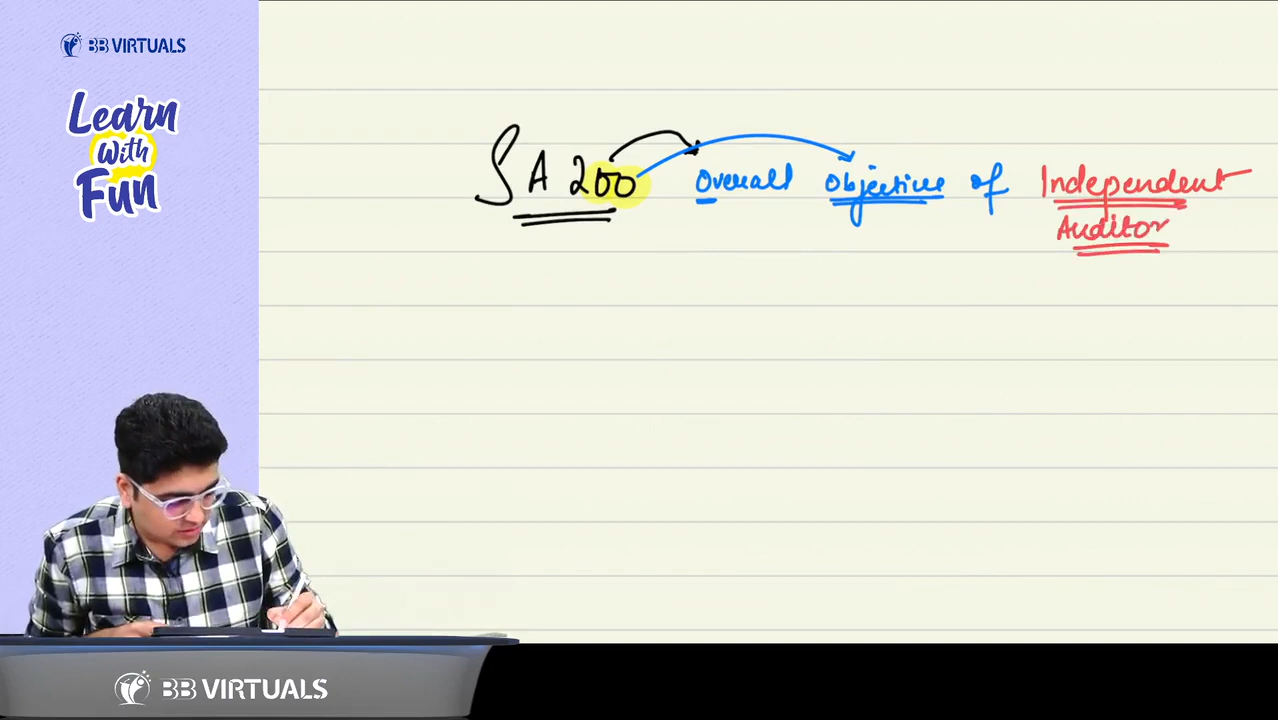 BB VIRTUALS
Learn
With
Fun
SA 200 Overall Objective of Independent
Auditor
BB VIRTUALS